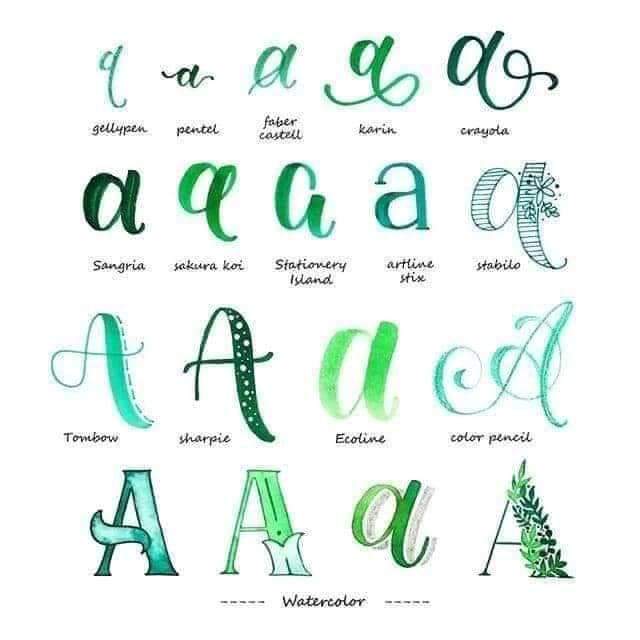 a a a a a
gellypen pentel faber castell karin crayola
a a a a a
Sangria sakura koi Stationery Island artline stix stabilo
A A a A
Tombow sharpie Ecoline color pencil
A A a A
Watercolor